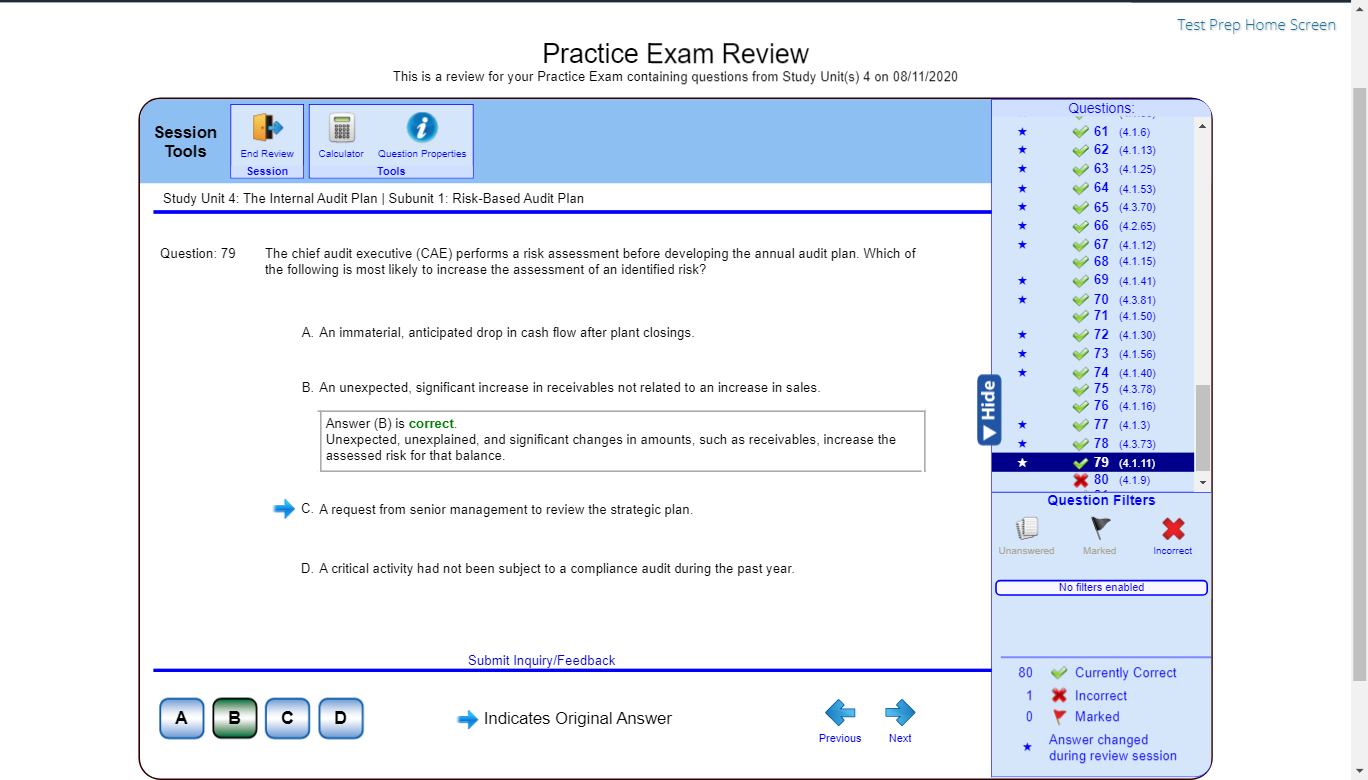 Test Prep Home Screen
Practice Exam Review
This is a review for your Practice Exam containing questions from Study Unit(s) 4 on 08/11/2020
Session
Tools
End Review
Session
Calculator
Question Properties
Tools
Study Unit 4: The Internal Audit Plan | Subunit 1: Risk-Based Audit Plan
Question: 79
The chief audit executive (CAE) performs a risk assessment before developing the annual audit plan. Which of
the following is most likely to increase the assessment of an identified risk?
A. An immaterial, anticipated drop in cash flow after plant closings.
B. An unexpected, significant increase in receivables not related to an increase in sales.
Answer (B) is correct.
Unexpected, unexplained, and significant changes in amounts, such as receivables, increase the
assessed risk for that balance.
C. A request from senior management to review the strategic plan.
D. A critical activity had not been subject to a compliance audit during the past year.
Submit Inquiry/Feedback
A
B
C
D
Indicates Original Answer
Previous
Next
Questions:
61 (4.1.6)
62 (4.1.13)
63 (4.1.25)
64 (4.1.53)
65 (4.3.70)
66 (4.2.65)
67 (4.1.12)
68 (4.1.15)
69 (4.1.41)
70 (4.3.81)
71 (4.1.50)
72 (4.1.30)
73 (4.1.56)
74 (4.1.40)
75 (4.3.78)
76 (4.1.16)
77 (4.1.3)
78 (4.3.73)
79 (4.1.11)
80 (4.1.9)
Hide
Question Filters
Unanswered
Marked
Incorrect
No filters enabled
80 Currently Correct
1 Incorrect
0 Marked
Answer changed
during review session